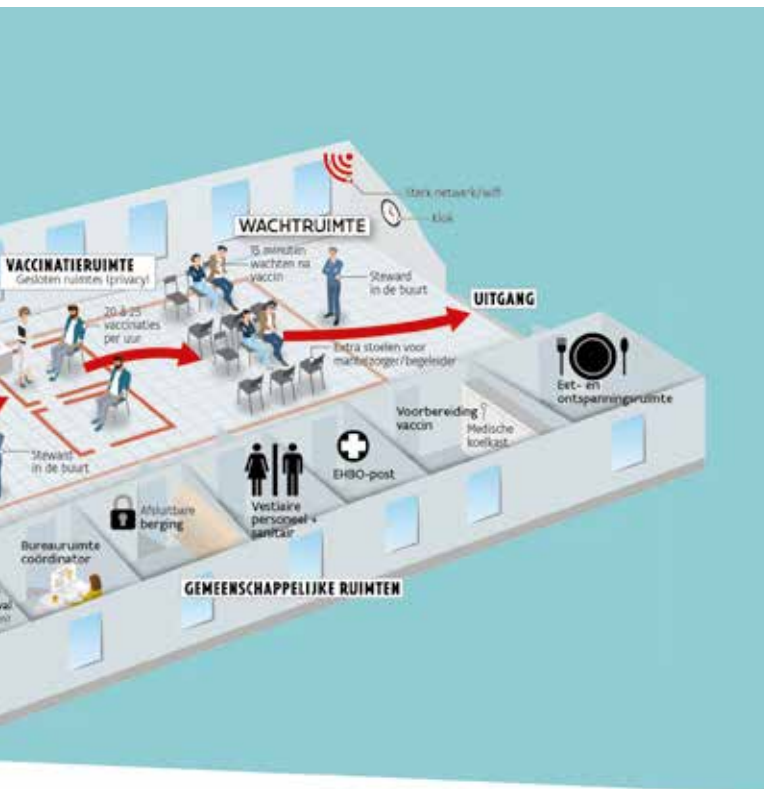 Sterk netwerk/wifi
Klok
WACHTRUIMTE
15 minuten
wachten na
vaccin
VACCINATIERUIMTE
Gesloten ruimtes (privacy)
Steward
in de buurt
UITGANG
20 à 25
vaccinaties
per uur
Extra stoelen voor
mantelzorger/begeleider
Eet- en
ontspanningsruimte
Voorbereiding
vaccin
Medische
koelkast
Steward
in de buurt
EHBO-post
Afsluitbare
berging
Vestiaire
personeel +
sanitair
Bureauruimte
coördinator
GEMEENSCHAPPELIJKE RUIMTEN